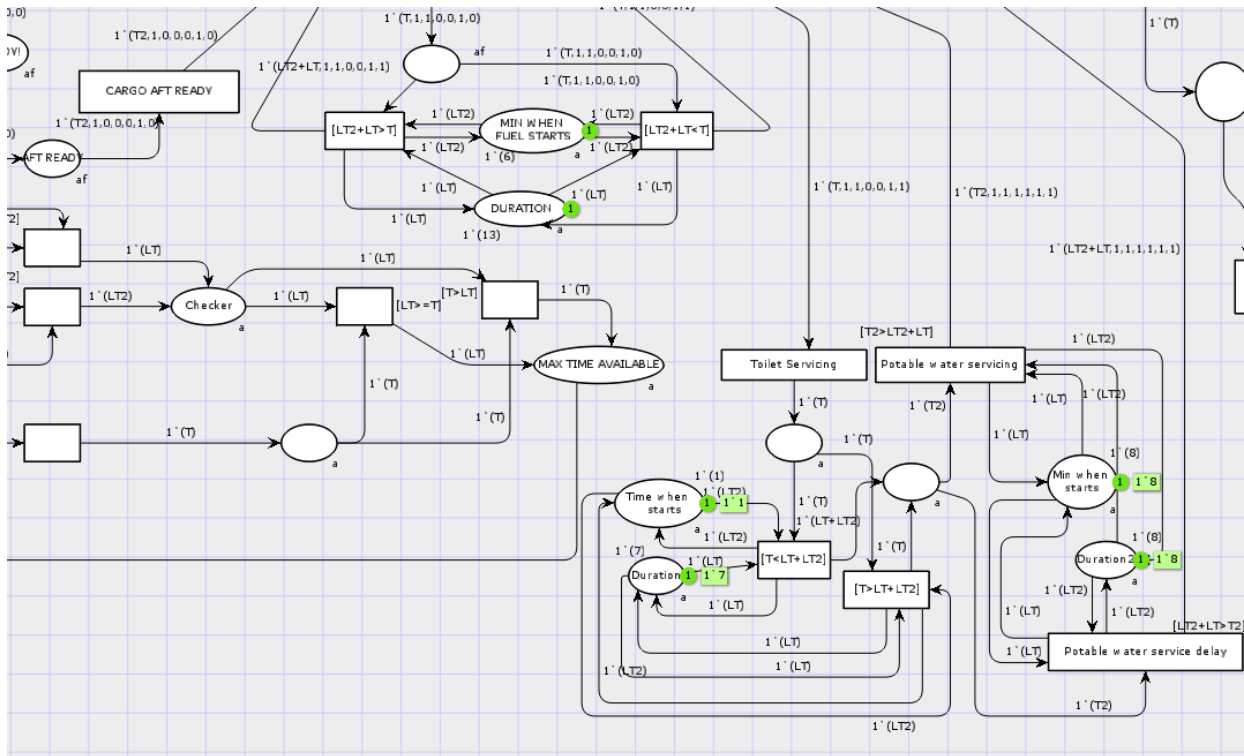 1`(T,1,1,0,0,1,0)
af
1`(T)
1`(T2,1,0,0,0,1,0)
1`(T,1,1,0,0,1,0)
af
1`(LT2+LT,1,1,0,0,1,1)
1`(T,1,1,0,0,1,0)
CARGO AFT READY
1`(T2,1,0,0,0,1,0)
1`(LT2)
1`(LT2)
[LT2+LT>T]
MIN WHEN
FUEL STARTS
1
[LT2+LT<T]
1`(LT2)
1`(LT2)
1`(6)
a
AFT READY
af
1`(LT)
1`(LT)
1`(LT)
1`(T,1,1,0,0,1,1)
1`(T2,1,1,1,1,1,1)
DURATION
1
1`(LT)
a
1`(13)
1`(LT)
1`(LT)
1`(LT2+LT,1,1,1,1,1,1)
1`(LT2)
Checker
a
1`(LT)
[LT>=T]
[T>LT]
1`(T)
[T2>LT2+LT]
1`(LT2)
1`(LT)
MAX TIME AVAILABLE
a
Toilet Servicing
Potable water servicing
1`(T)
1`(T)
1`(T2)
1`(LT)
1`(LT2)
1`(T)
1`(T)
a
1`(T)
1`(LT)
1`(8)
1`(1)
1`(LT2)
Time when
starts
1
1`1
a
1`(T)
a
Min when
starts
1
1`8
a
1`(LT+LT2)
1`(LT2)
1`(7)
1`(LT)
[T<LT+LT2]
1`(T)
1`(8)
Duration
1
1`7
a
Duration2
1
1`8
a
[T>LT+LT2]
1`(LT)
1`(LT2)
1`(LT2)
1`(LT)
[LT2+LT>T2]
1`(LT)
1`(LT)
Potable water service delay
1`(LT2)
1`(LT)
1`(T2)
1`(LT2)